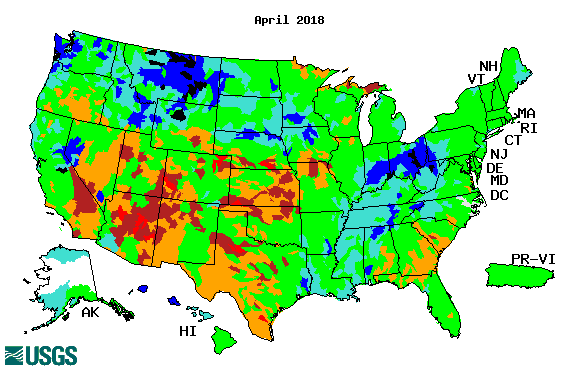 April 2018
NH
VT
MA
RI
CT
NJ
DE
MD
DC
PR-VI
AK
HI
USGS